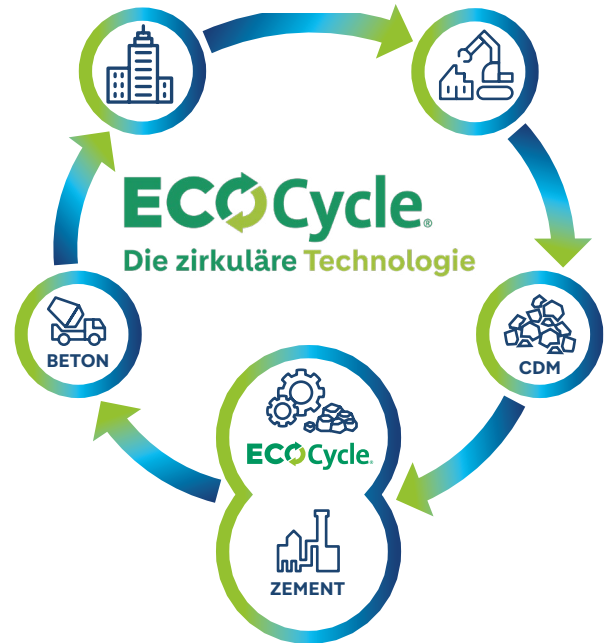 ECOCycle®
Die zirkuläre Technologie
BETON
CDM
ECOCycle®
ZEMENT